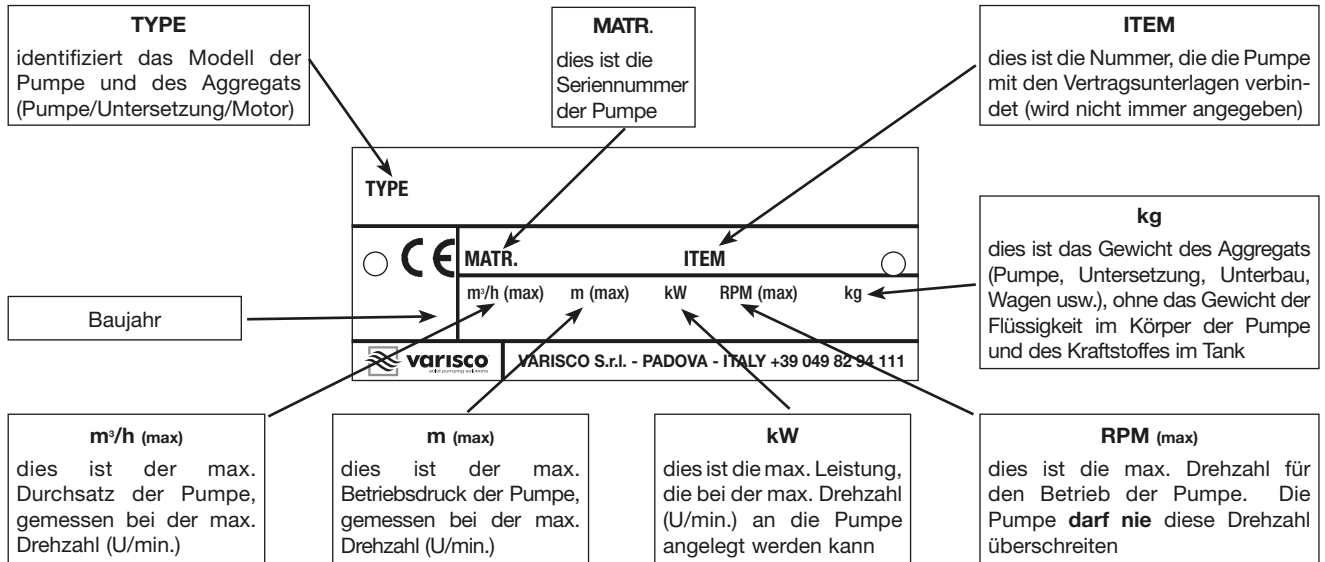 TYPE
identifiziert das Modell der
Pumpe und des Aggregats
(Pumpe/Untersetzung/Motor)
MATR.
dies ist die
Seriennummer
der Pumpe
ITEM
dies ist die Nummer, die die Pumpe
mit den Vertragsunterlagen verbin-
det (wird nicht immer angegeben)
TYPE
CE MATR. ITEM
m³/h (max) m (max) kW RPM (max) kg
varisco
solid pumping solutions
VARISCO S.r.l. - PADOVA - ITALY +39 049 82 94 111
Baujahr
kg
dies ist das Gewicht des Aggregats
(Pumpe, Untersetzung, Unterbau,
Wagen usw.), ohne das Gewicht der
Flüssigkeit im Körper der Pumpe
und des Kraftstoffes im Tank
m³/h (max)
dies ist der max.
Durchsatz der Pumpe,
gemessen bei der max.
Drehzahl (U/min.)
m (max)
dies ist der max.
Betriebsdruck der Pumpe,
gemessen bei der max.
Drehzahl (U/min.)
kW
dies ist die max. Leistung,
die bei der max. Drehzahl
(U/min.) an die Pumpe
angelegt werden kann
RPM (max)
dies ist die max. Drehzahl für
den Betrieb der Pumpe. Die
Pumpe darf nie diese Drehzahl
überschreiten